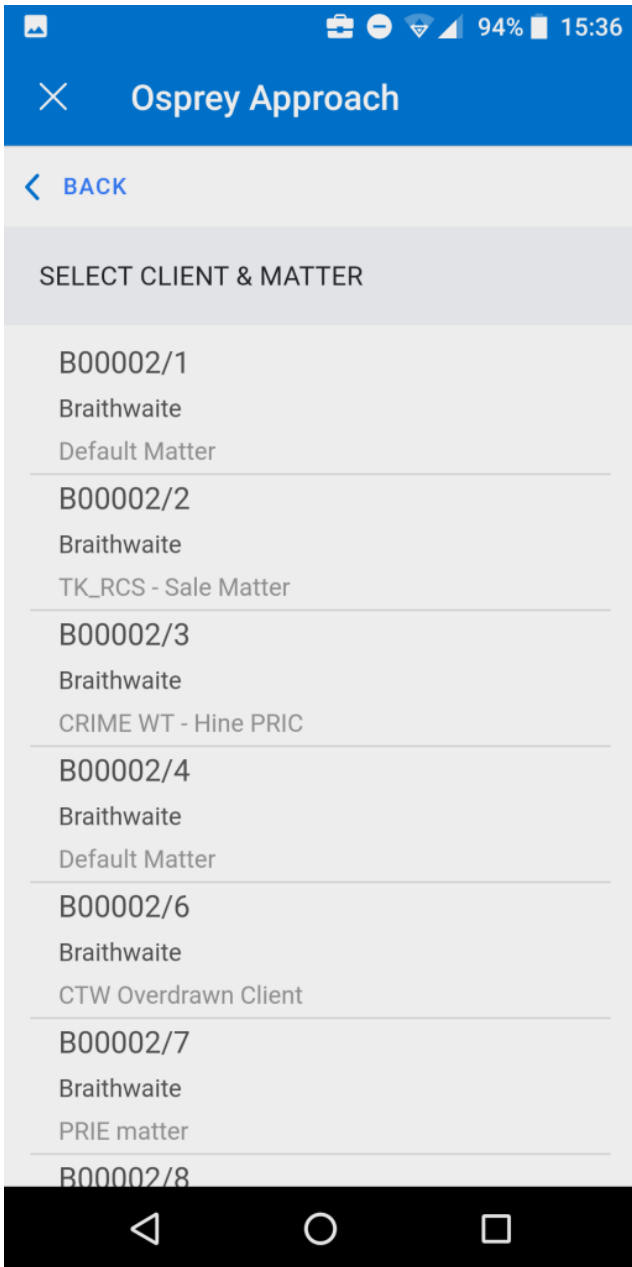 94% 15:36
Osprey Approach
BACK
SELECT CLIENT & MATTER
B00002/1
Braithwaite
Default Matter
B00002/2
Braithwaite
TK_RCS - Sale Matter
B00002/3
Braithwaite
CRIME WT - Hine PRIC
B00002/4
Braithwaite
Default Matter
B00002/6
Braithwaite
CTW Overdrawn Client
B00002/7
Braithwaite
PRIE matter
B00002/8